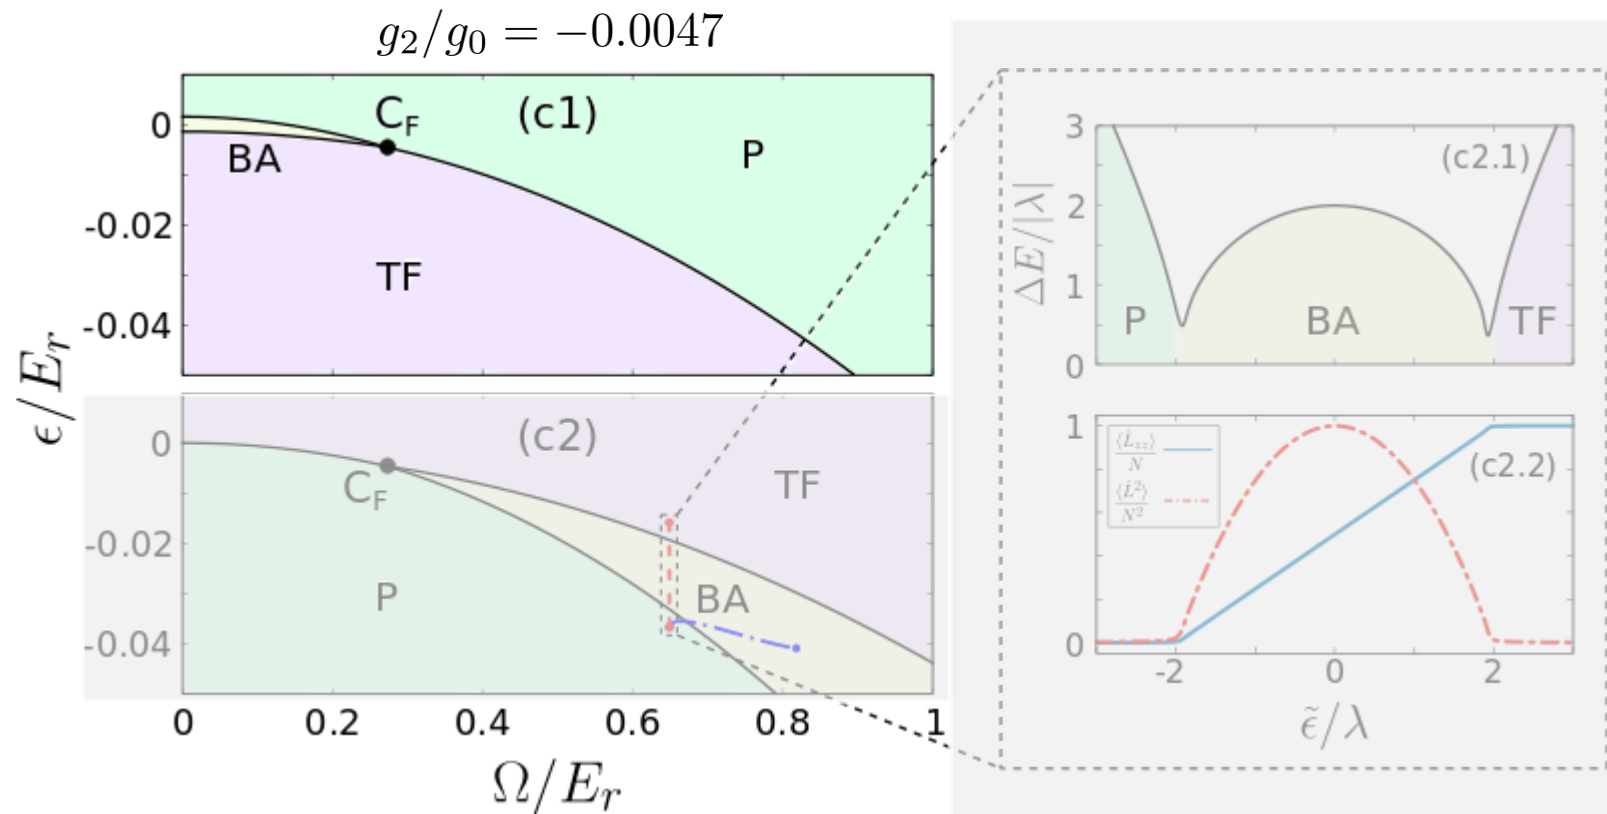 g₂/g₀ = −0.0047
C_F
(c1)
P
BA
TF
0
-0.02
-0.04
ϵ/E_r
(c2)
0
C_F
TF
-0.02
P
BA
-0.04
0
0.2
0.4
0.6
0.8
1
Ω/E_r
3
(c2.1)
2
ΔE/|λ|
1
P
BA
TF
0
1
⟨L̂_zz⟩/N
(c2.2)
⟨L̂²⟩/N²
0
-2
0
2
ϵ̃/λ